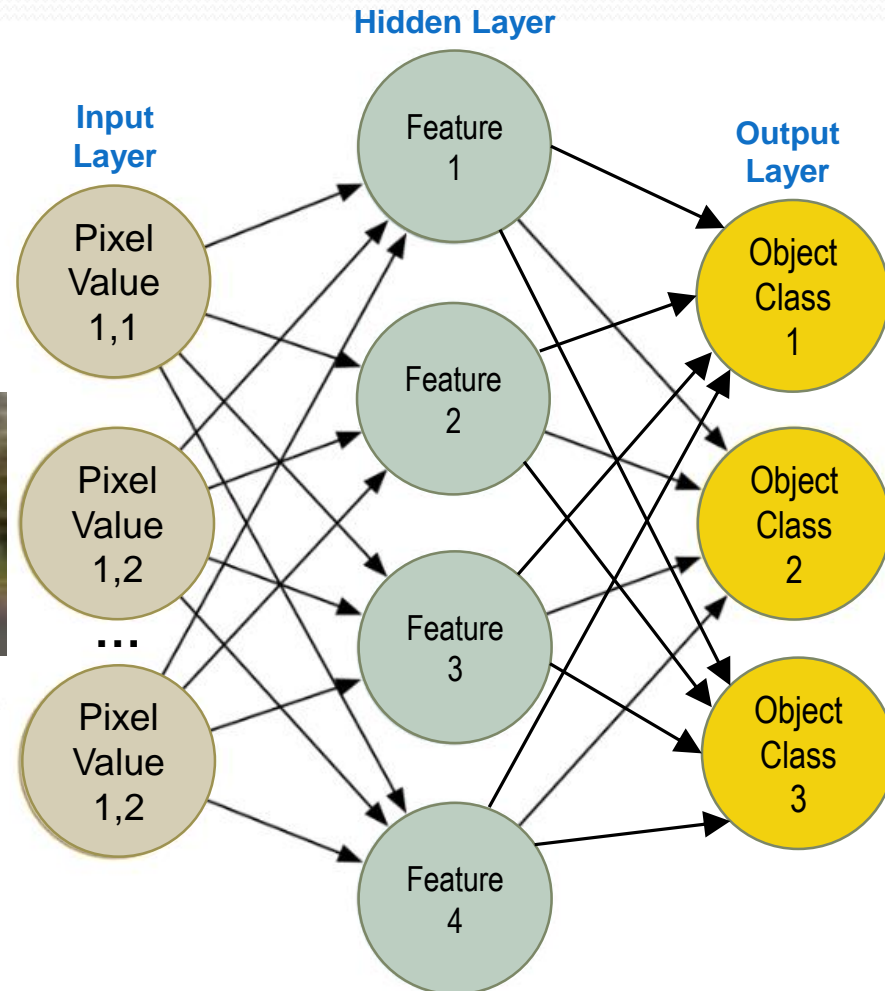 Hidden Layer
Input
Layer
Pixel
Value
1,1
Pixel
Value
1,2
...
Pixel
Value
1,2
Feature
1
Feature
2
Feature
3
Feature
4
Output
Layer
Object
Class
1
Object
Class
2
Object
Class
3